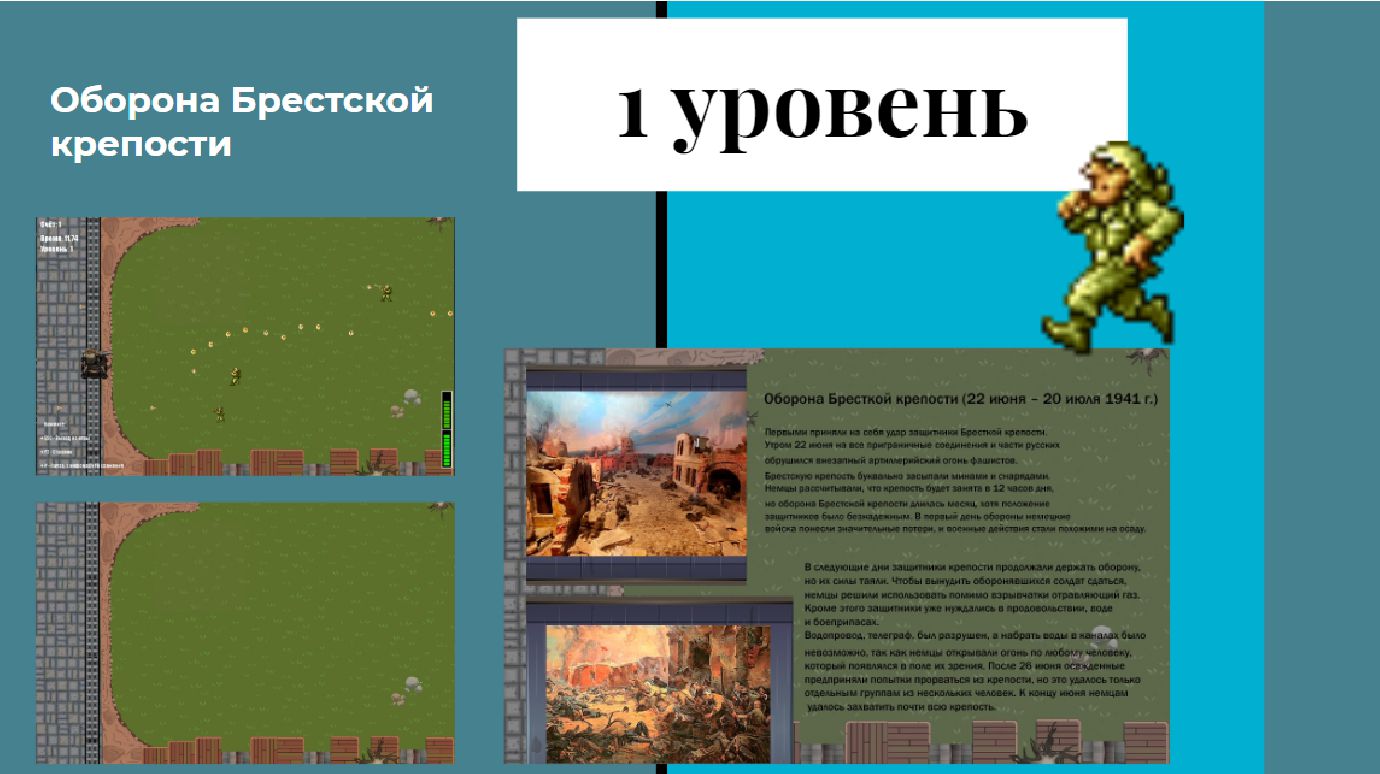 Оборона Брестской
крепости
1 уровень
Счёт: 1
Время: 11.74
Уровень: 1
Оборона Бресткой крепости (22 июня – 20 июля 1941 г.)
Первыми приняли на себя удар защитники Бресткой крепости.
Утром 22 июня на все приграничные соединения и части русских
обрушился внезапный артиллерийский огонь фашистов.
Брестскую крепость буквально засыпали минами и снарядами.
Немцы рассчитывали, что крепость будет занята в 12 часов дня,
но оборона Брестской крепости длилась месяц, хотя положение
защитников было безнадежным. В первый день обороны немецкие
войска понесли значительные потери, и военные действия стали похожими на осаду.
В следующие дни защитники крепости продолжали держать оборону,
но их силы таяли. Чтобы вынудить оборонявшихся солдат сдаться,
немцы решили использовать помимо взрывчатки отравляющий газ.
Кроме этого защитники уже нуждались в продовольствии, воде
и боеприпасах.
Водопровод, телеграф, был разрушен, а набрать воды в каналах было
невозможно, так как немцы открывали огонь по любому человеку,
который появлялся в поле их зрения. После 26 июня осажденные
предприняли попытки прорваться из крепости, но это удалось только
отдельным группам из нескольких человек. К концу июня немцам
удалось захватить почти всю крепость.